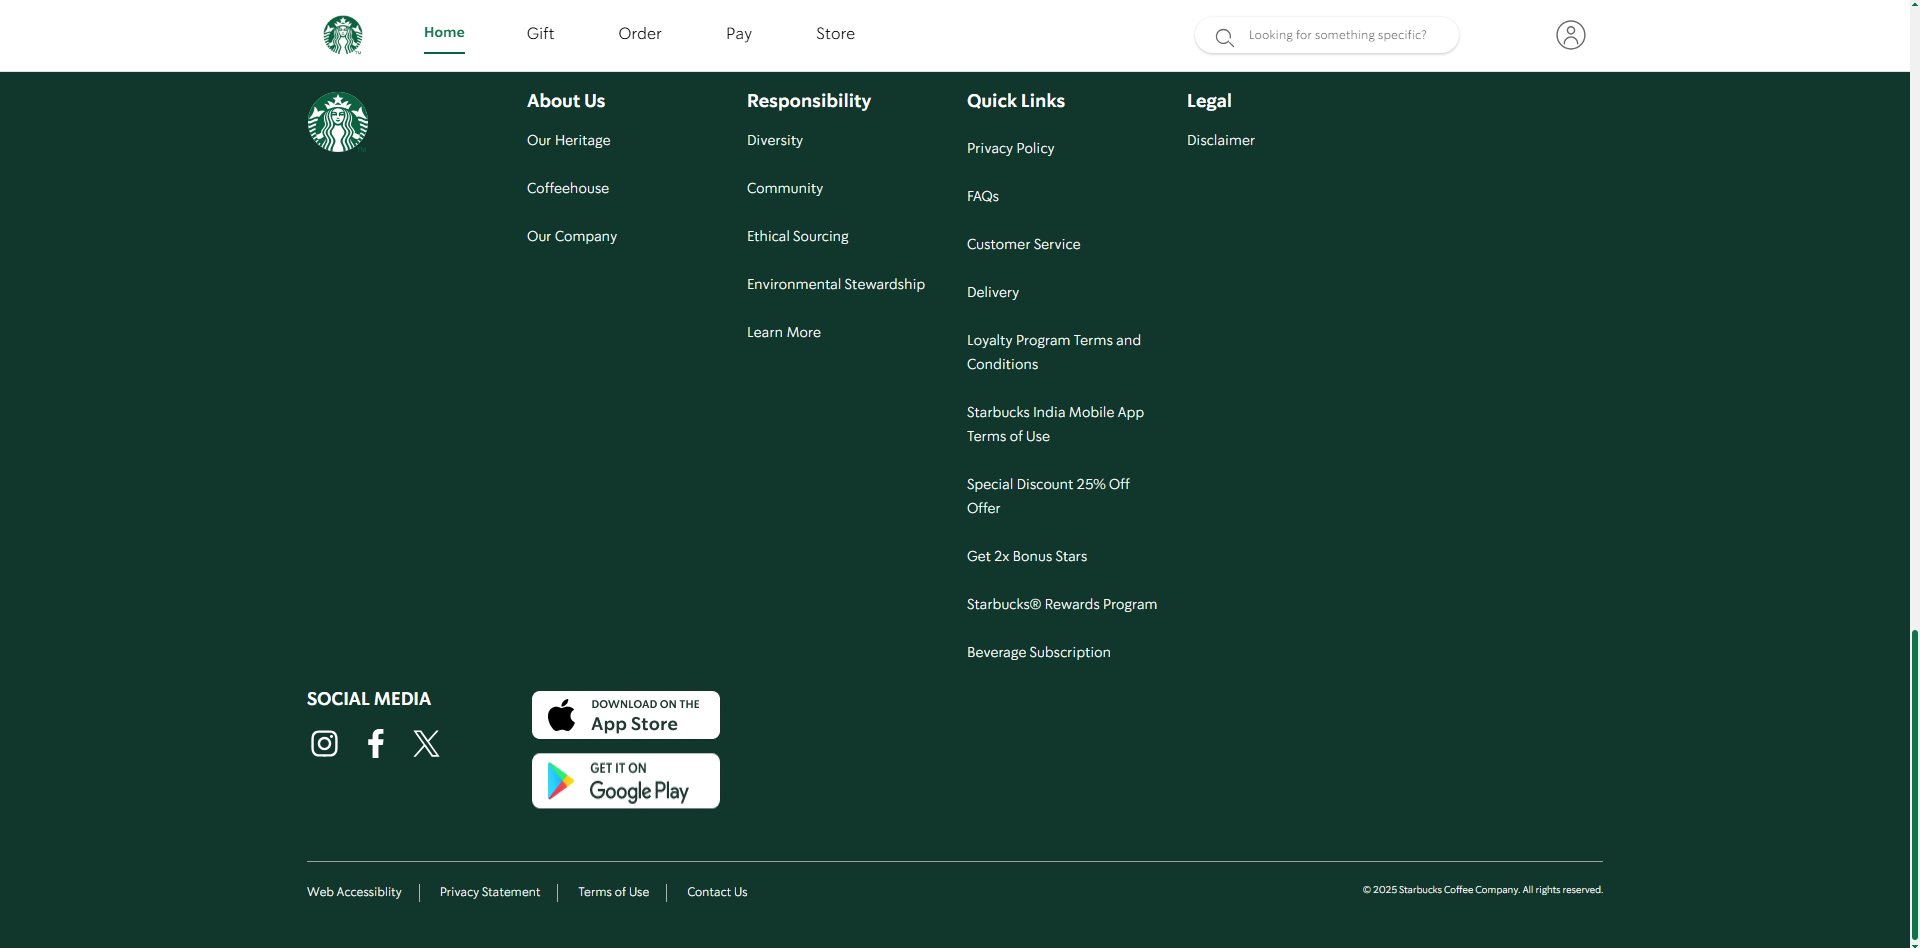 Home
Gift
Order
Pay
Store
Looking for something specific?
About Us
Our Heritage
Coffeehouse
Our Company
Responsibility
Diversity
Community
Ethical Sourcing
Environmental Stewardship
Learn More
Quick Links
Privacy Policy
FAQs
Customer Service
Delivery
Loyalty Program Terms and
Conditions
Starbucks India Mobile App
Terms of Use
Special Discount 25% Off
Offer
Get 2x Bonus Stars
Starbucks® Rewards Program
Beverage Subscription
Legal
Disclaimer
SOCIAL MEDIA
DOWNLOAD ON THE
App Store
GET IT ON
Google Play
Web Accessiblity
Privacy Statement
Terms of Use
Contact Us
© 2025 Starbucks Coffee Company. All rights reserved.